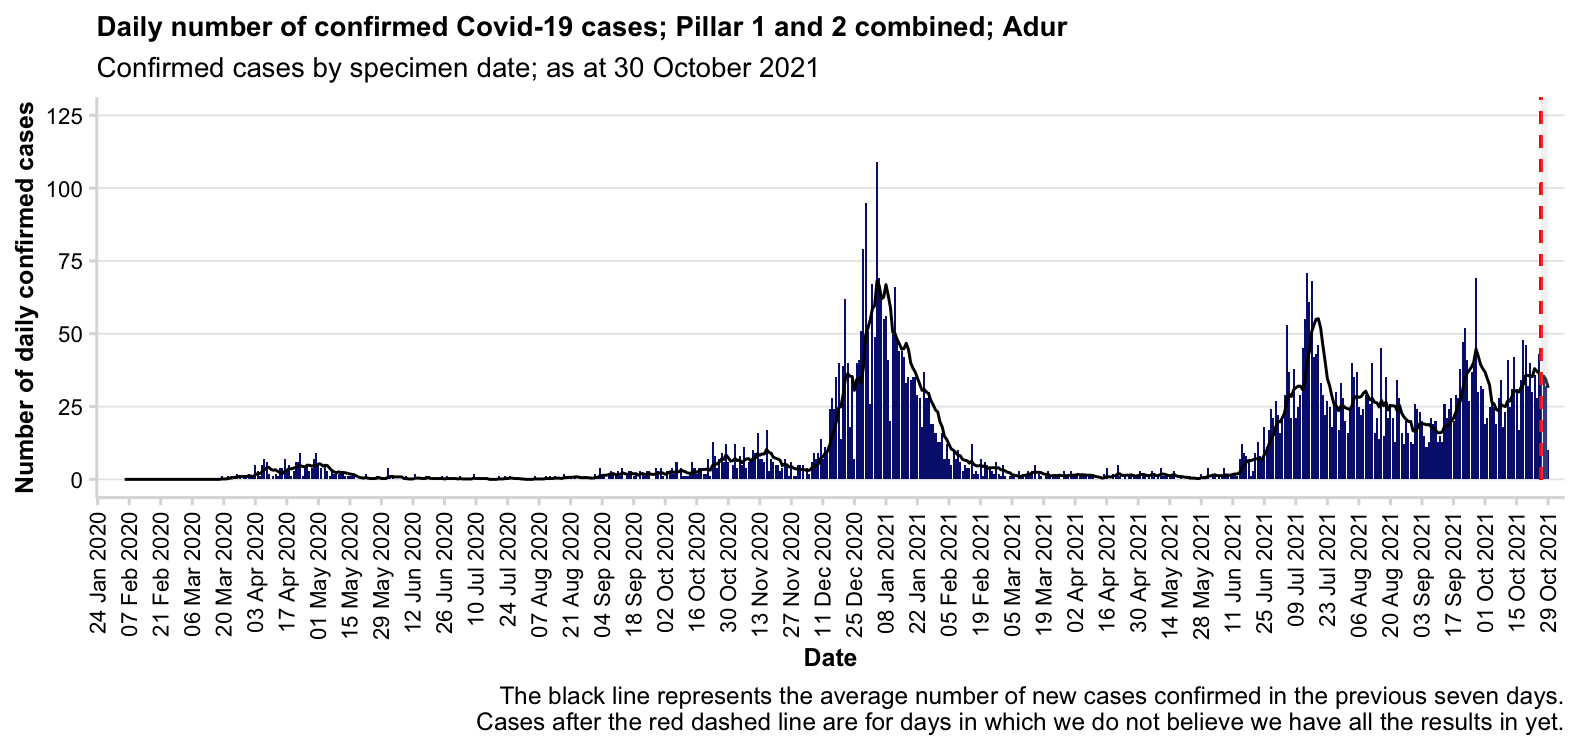 Daily number of confirmed Covid-19 cases; Pillar 1 and 2 combined; Adur
Confirmed cases by specimen date; as at 30 October 2021
Number of daily confirmed cases
125
100
75
50
25
0
24 Jan 2020
07 Feb 2020
21 Feb 2020
06 Mar 2020
20 Mar 2020
03 Apr 2020
17 Apr 2020
01 May 2020
15 May 2020
29 May 2020
12 Jun 2020
26 Jun 2020
10 Jul 2020
24 Jul 2020
07 Aug 2020
21 Aug 2020
04 Sep 2020
18 Sep 2020
02 Oct 2020
16 Oct 2020
30 Oct 2020
13 Nov 2020
27 Nov 2020
11 Dec 2020
25 Dec 2020
08 Jan 2021
22 Jan 2021
05 Feb 2021
19 Feb 2021
05 Mar 2021
19 Mar 2021
02 Apr 2021
16 Apr 2021
30 Apr 2021
14 May 2021
28 May 2021
11 Jun 2021
25 Jun 2021
09 Jul 2021
23 Jul 2021
06 Aug 2021
20 Aug 2021
03 Sep 2021
17 Sep 2021
01 Oct 2021
15 Oct 2021
29 Oct 2021
Date
The black line represents the average number of new cases confirmed in the previous seven days.
Cases after the red dashed line are for days in which we do not believe we have all the results in yet.